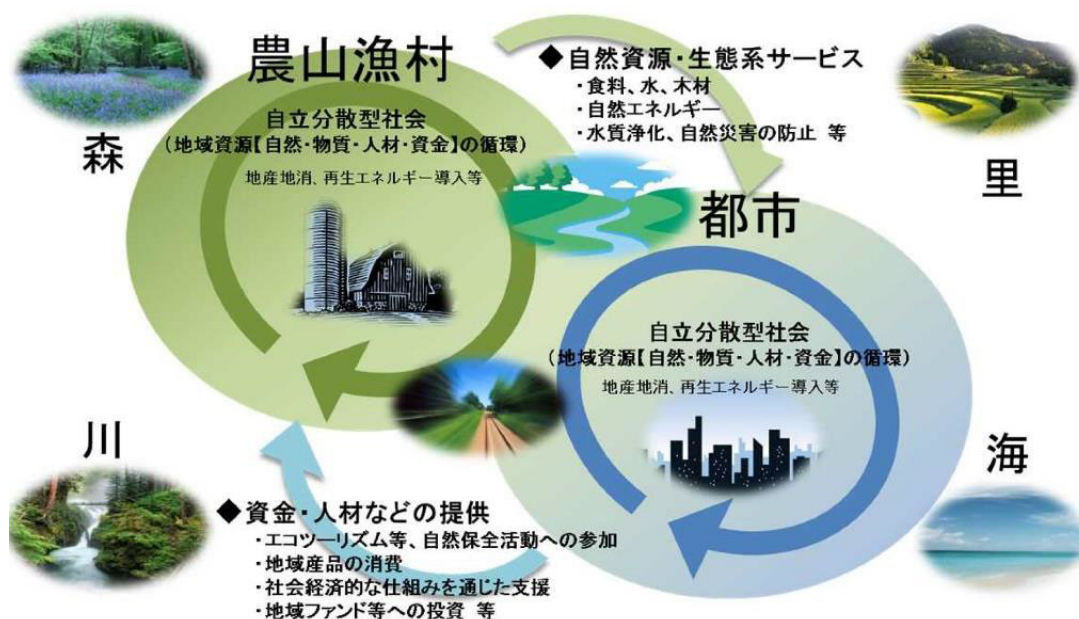 農山漁村
森
自立分散型社会
(地域資源【自然・物質・人材・資金】の循環)
地産地消、再生エネルギー導入等
◆自然資源・生態系サービス
・食料、水、木材
・自然エネルギー
・水質浄化、自然災害の防止 等
里
都市
自立分散型社会
(地域資源【自然・物質・人材・資金】の循環)
地産地消、再生エネルギー導入等
川
海
◆資金・人材などの提供
・エコツーリズム等、自然保全活動への参加
・地域産品の消費
・社会経済的な仕組みを通じた支援
・地域ファンド等への投資 等